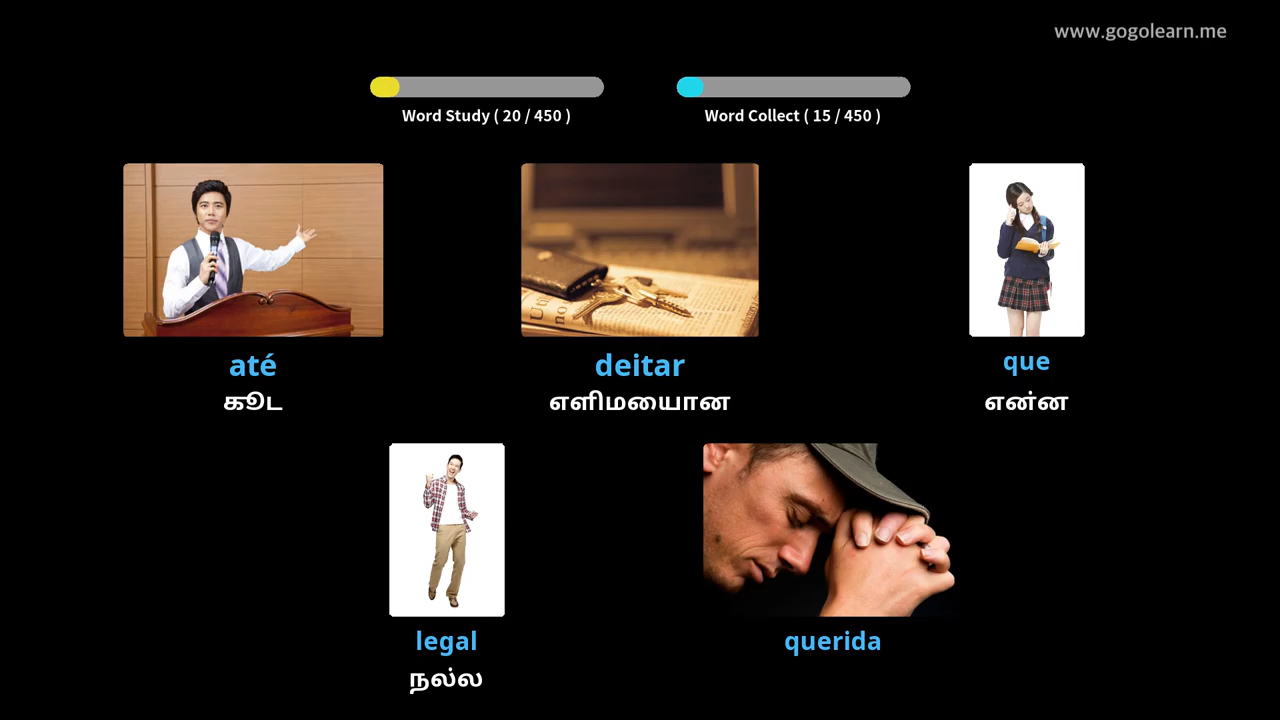 www.gogolearn.me
Word Study ( 20 / 450 )
Word Collect ( 15 / 450 )
até
deitar
que
கூட
எளிமையான
என்ன
legal
querida
நல்ல